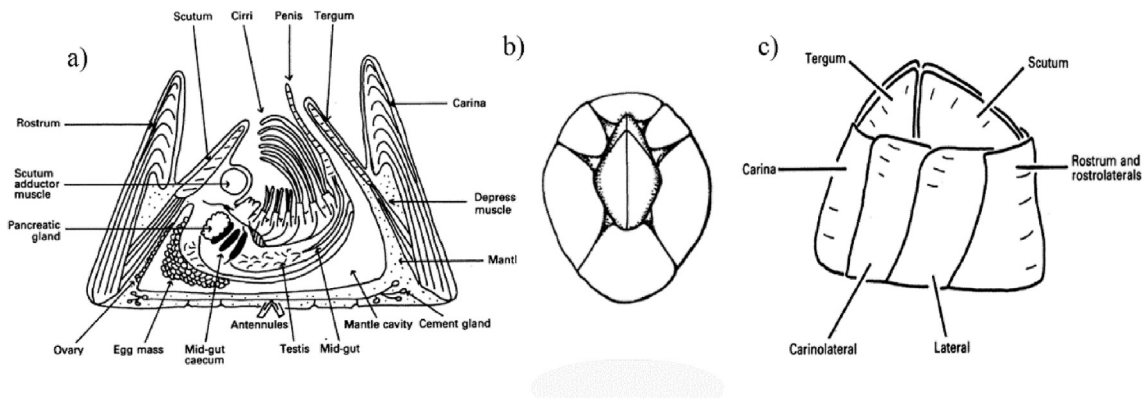 a)
Scutum
Cirri
Penis
Tergum
Carina
Rostrum
Scutum
adductor
muscle
Depress
muscle
Pancreatic
gland
Mantl
Antennules
Mantle cavity
Cement gland
Ovary
Egg mass
Mid-gut
caecum
Testis
Mid-gut
b)
c)
Tergum
Scutum
Carina
Rostrum and
rostrolaterals
Carinolateral
Lateral